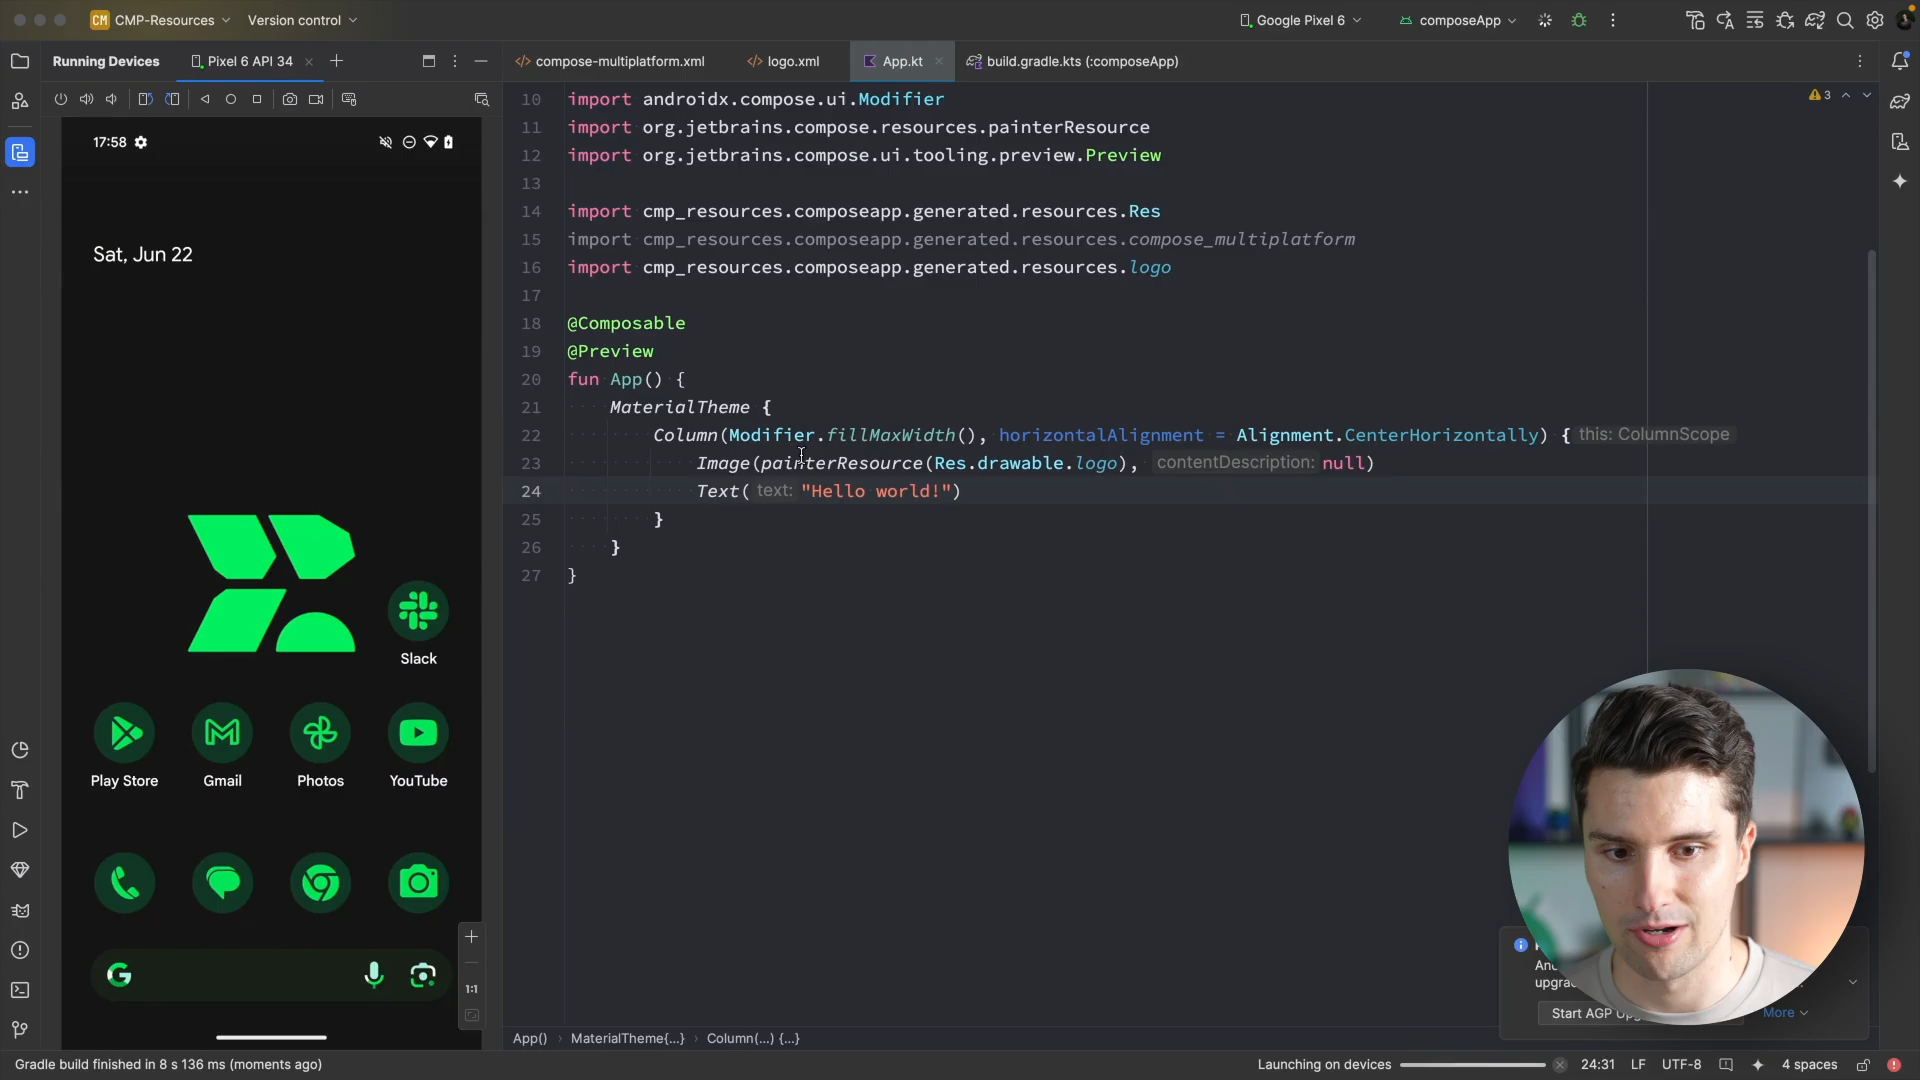 CM CMP-Resources Version control Google Pixel 6 composeApp
Running Devices Pixel 6 API 34
compose-multiplatform.xml logo.xml App.kt build.gradle.kts (:composeApp)
17:58
Sat, Jun 22
Slack
Play Store Gmail Photos YouTube
G
1:1
3
10 import androidx.compose.ui.Modifier
11 import org.jetbrains.compose.resources.painterResource
12 import org.jetbrains.compose.ui.tooling.preview.Preview
13
14 import cmp_resources.composeapp.generated.resources.Res
15 import cmp_resources.composeapp.generated.resources.compose_multiplatform
16 import cmp_resources.composeapp.generated.resources.logo
17
18 @Composable
19 @Preview
20 fun App() {
21 MaterialTheme {
22 Column(Modifier.fillMaxWidth(), horizontalAlignment = Alignment.CenterHorizontally) { this: ColumnScope
23 Image(painterResource(Res.drawable.logo), contentDescription: null)
24 Text( text: "Hello world!")
25 }
26 }
27 }
upgra
Start AGP Up
More
App() › MaterialTheme{...} › Column(...) {...}
Gradle build finished in 8 s 136 ms (moments ago)
Launching on devices 24:31 LF UTF-8 4 spaces